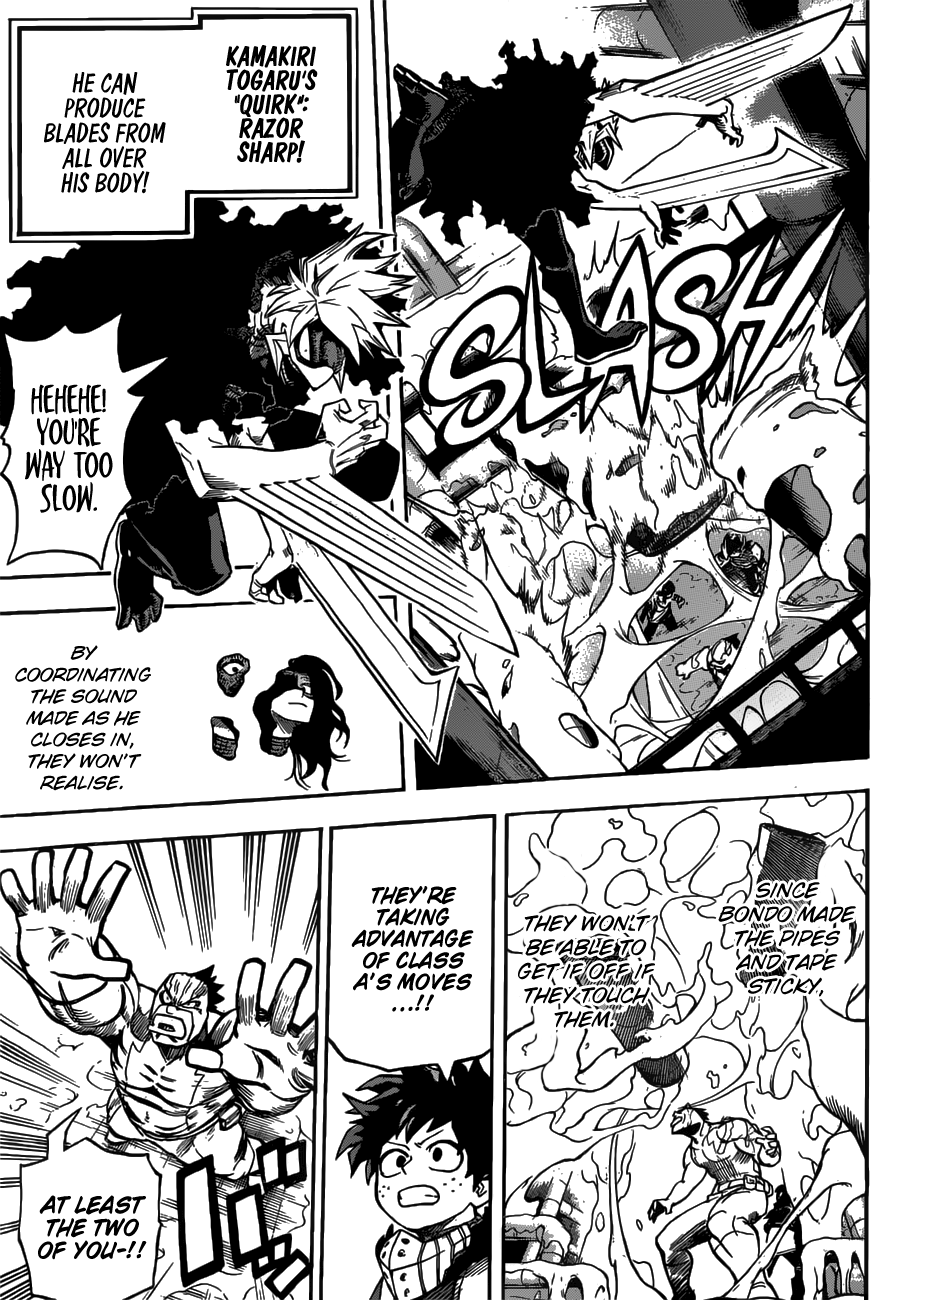 KAMAKIRI
TOGARU'S
"QUIRK":
RAZOR
SHARP!
HE CAN
PRODUCE
BLADES FROM
ALL OVER
HIS BODY!
SLASH
HEHEHE!
YOU'RE
WAY TOO
SLOW.
BY
COORDINATING
THE SOUND
MADE AS HE
CLOSES IN,
THEY WON'T
REALISE.
SINCE
BONDO MADE
THE PIPES
AND TAPE
STICKY,
THEY WON'T
BE ABLE TO
GET IF OFF IF
THEY TOUCH
THEM.
THEY'RE
TAKING
ADVANTAGE
OF CLASS
A'S MOVES
...!!
AT LEAST
THE TWO
OF YOU-!!